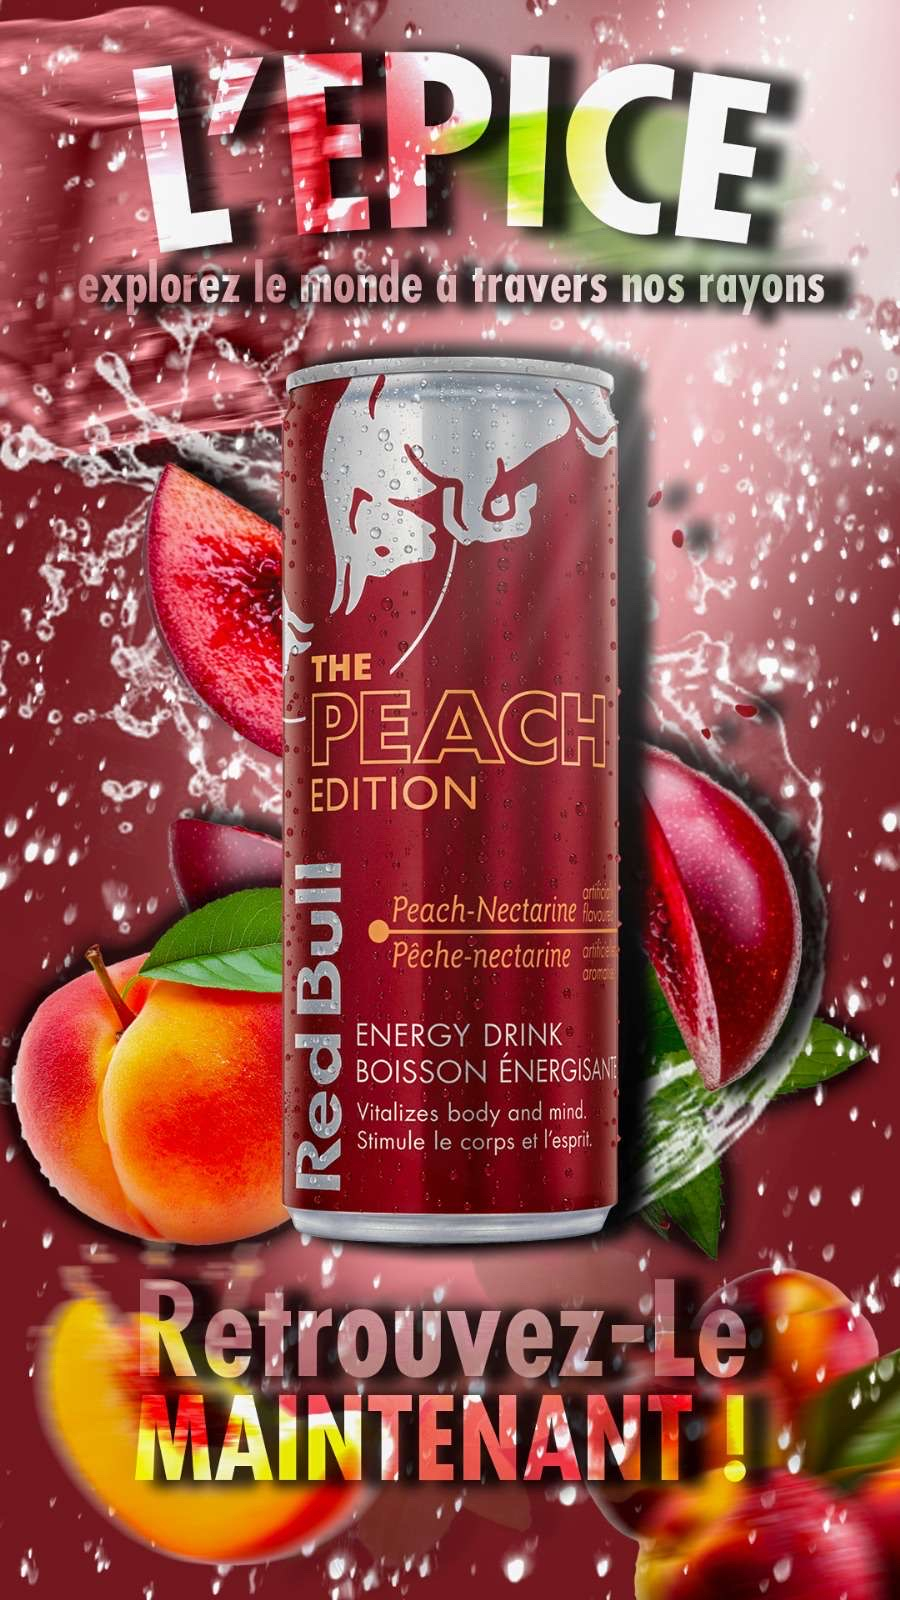 L'EPICE
explorez le monde a travers nos rayons
THE
PEACH
EDITION
Red Bull
Peach-Nectarine
Pêche-nectarine
ENERGY DRINK
BOISSON ÉNERGISANTE
Vitalizes body and mind.
Stimule le corps et l'esprit.
Retrouvez-Le
MAINTENANT !